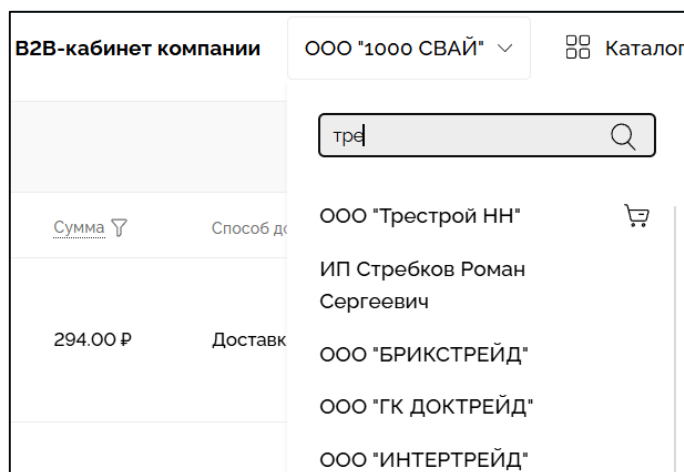 B2B-кабинет компании
ООО "1000 СВАЙ"
Каталог
тре
Сумма
Способ до
ООО "Трестрой НН"
ИП Стребков Роман
Сергеевич
294.00 ₽
Доставк
ООО "БРИКСТРЕЙД"
ООО "ГК ДОКТРЕЙД"
ООО "ИНТЕРТРЕЙД"